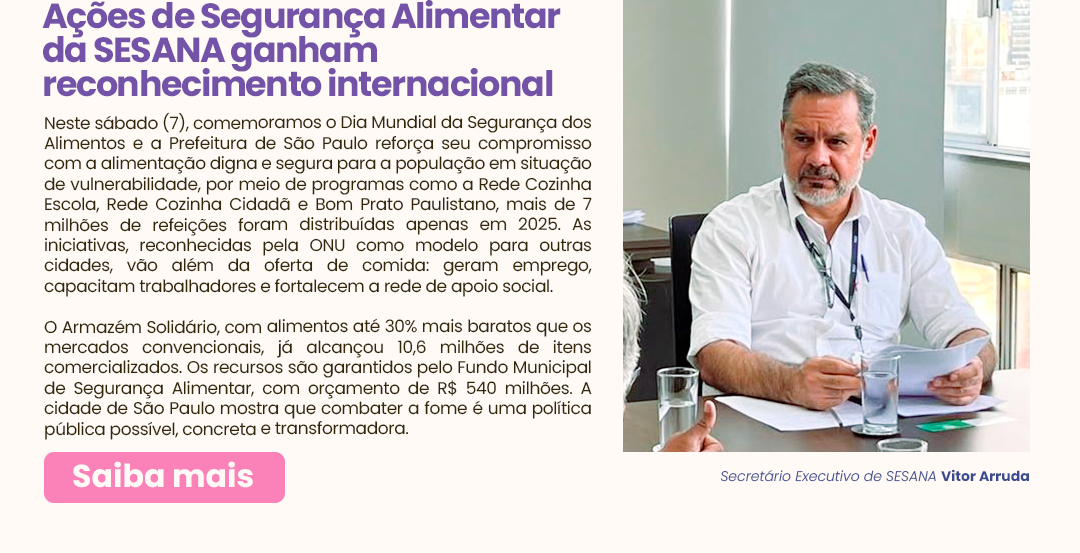 Ações de Segurança Alimentar
da SESANA ganham
reconhecimento internacional
Neste sábado (7), comemoramos o Dia Mundial da Segurança dos
Alimentos e a Prefeitura de São Paulo reforça seu compromisso
com a alimentação digna e segura para a população em situação
de vulnerabilidade, por meio de programas como a Rede Cozinha
Escola, Rede Cozinha Cidadã e Bom Prato Paulistano, mais de 7
milhões de refeições foram distribuídas apenas em 2025. As
iniciativas, reconhecidas pela ONU como modelo para outras
cidades, vão além da oferta de comida: geram emprego,
capacitam trabalhadores e fortalecem a rede de apoio social.
O Armazém Solidário, com alimentos até 30% mais baratos que os
mercados convencionais, já alcançou 10,6 milhões de itens
comercializados. Os recursos são garantidos pelo Fundo Municipal
de Segurança Alimentar, com orçamento de R$ 540 milhões. A
cidade de São Paulo mostra que combater a fome é uma política
pública possível, concreta e transformadora.
Saiba mais
Secretário Executivo de SESANA Vitor Arruda